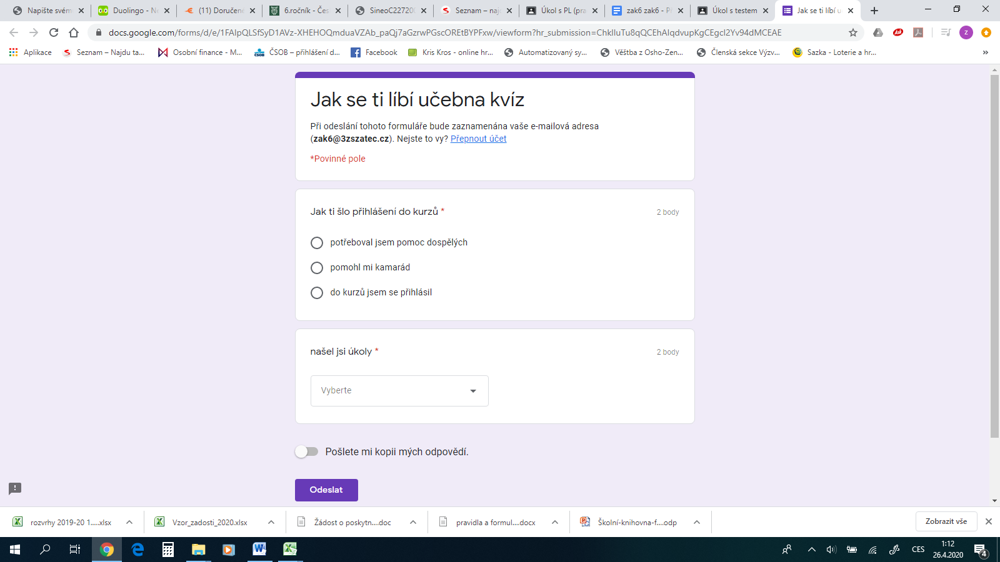 Napište svém
Duolingo - Ne
(11) Doručené
6.ročník - Čes
SineoC22720
Seznam – najd
Úkol s PL (pra
zak6 zak6 - Př
Úkol s testem
Jak se ti líbí u
docs.google.com/forms/d/e/1FAIpQLSfSyD1AVz-XHEHOQmduaVZAb_paQj7aGzrwPGscOREtBYPFxw/viewform?hr_submission=ChkIluTu8qQCEhAIqdvupKgCEgcI2Yv94dMCEAE
Aplikace
Seznam – Najdu ta...
Osobní finance - M...
ČSOB – přihlášení d...
Facebook
Kris Kros - online hr...
Automatizovaný sy...
Věštba z Osho-Zen...
Členská sekce Výzv...
Sazka - Loterie a hr...
Jak se ti líbí učebna kvíz
Při odeslání tohoto formuláře bude zaznamenána vaše e-mailová adresa
(zak6@3zszatec.cz). Nejste to vy? Přepnout účet
*Povinné pole
Jak ti šlo přihlášení do kurzů *
2 body
potřeboval jsem pomoc dospělých
pomohl mi kamarád
do kurzů jsem se přihlásil
našel jsi úkoly *
2 body
Vyberte
Pošlete mi kopii mých odpovědí.
Odeslat
rozvrhy 2019-20 1.....xlsx
Vzor_zadosti_2020.xlsx
Žádost o poskytn....doc
pravidla a formul....docx
Školní-knihovna-f....odp
Zobrazit vše
CES
1:12
26.4.2020
4